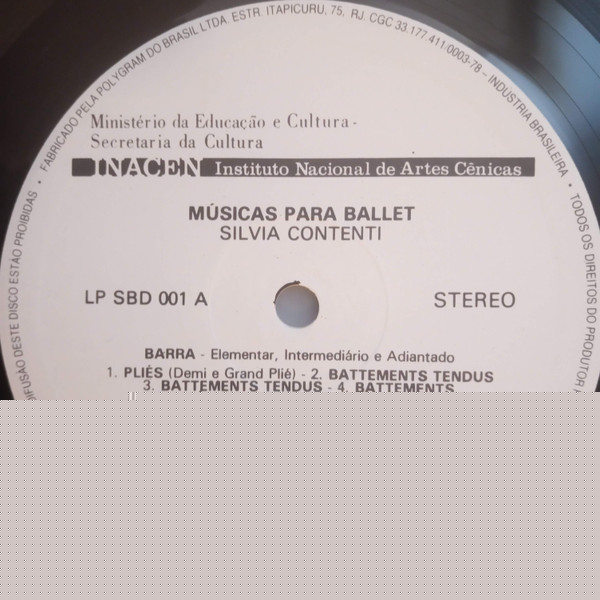 FABRICADO PELA POLYGRAM DO BRASIL LTDA. ESTR. ITAPICURU, 75, RJ. CGC 33.177.411/0003-78 - INDUSTRIA BRASILEIRA • TODOS OS DIREITOS DO PRODUTOR
DIFUSÃO DESTE DISCO ESTÃO PROIBIDAS •
Ministério da Educação e Cultura -
Secretaria da Cultura
INACEN Instituto Nacional de Artes Cênicas
MÚSICAS PARA BALLET
SILVIA CONTENTI
LP SBD 001 A STEREO
BARRA - Elementar, Intermediário e Adiantado
1. PLIÊS (Demi e Grand Plié) - 2. BATTEMENTS TENDUS
3. BATTEMENTS TENDUS - 4. BATTEMENTS